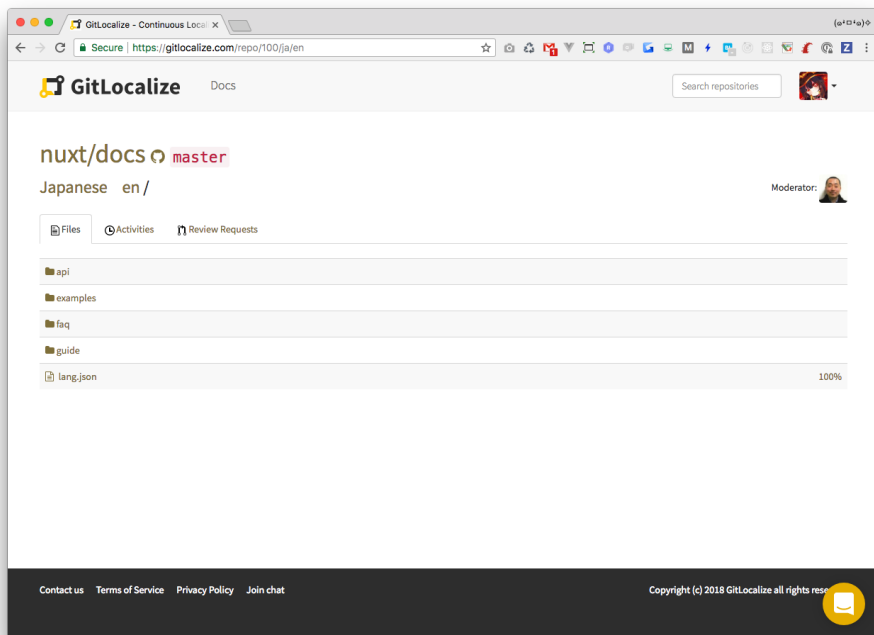 GitLocalize - Continuous Local
Secure | https://gitlocalize.com/repo/100/ja/en
GitLocalize
Docs
Search repositories
nuxt/docs master
Japanese en /
Moderator:
Files
Activities
Review Requests
api
examples
faq
guide
lang.json
100%
Contact us Terms of Service Privacy Policy Join chat
Copyright (c) 2018 GitLocalize all rights rese